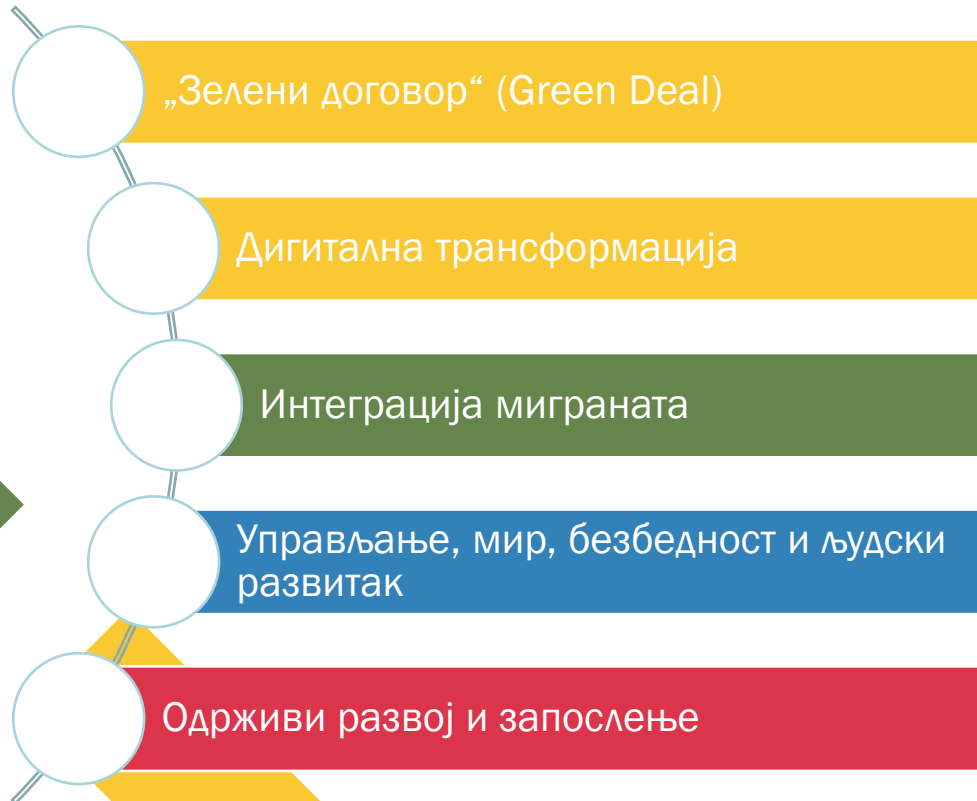 „Зелени договор“ (Green Deal)
Дигитална трансформација
Интеграција миграната
Управљање, мир, безбедност и људски
развитак
Одрживи развој и запослење